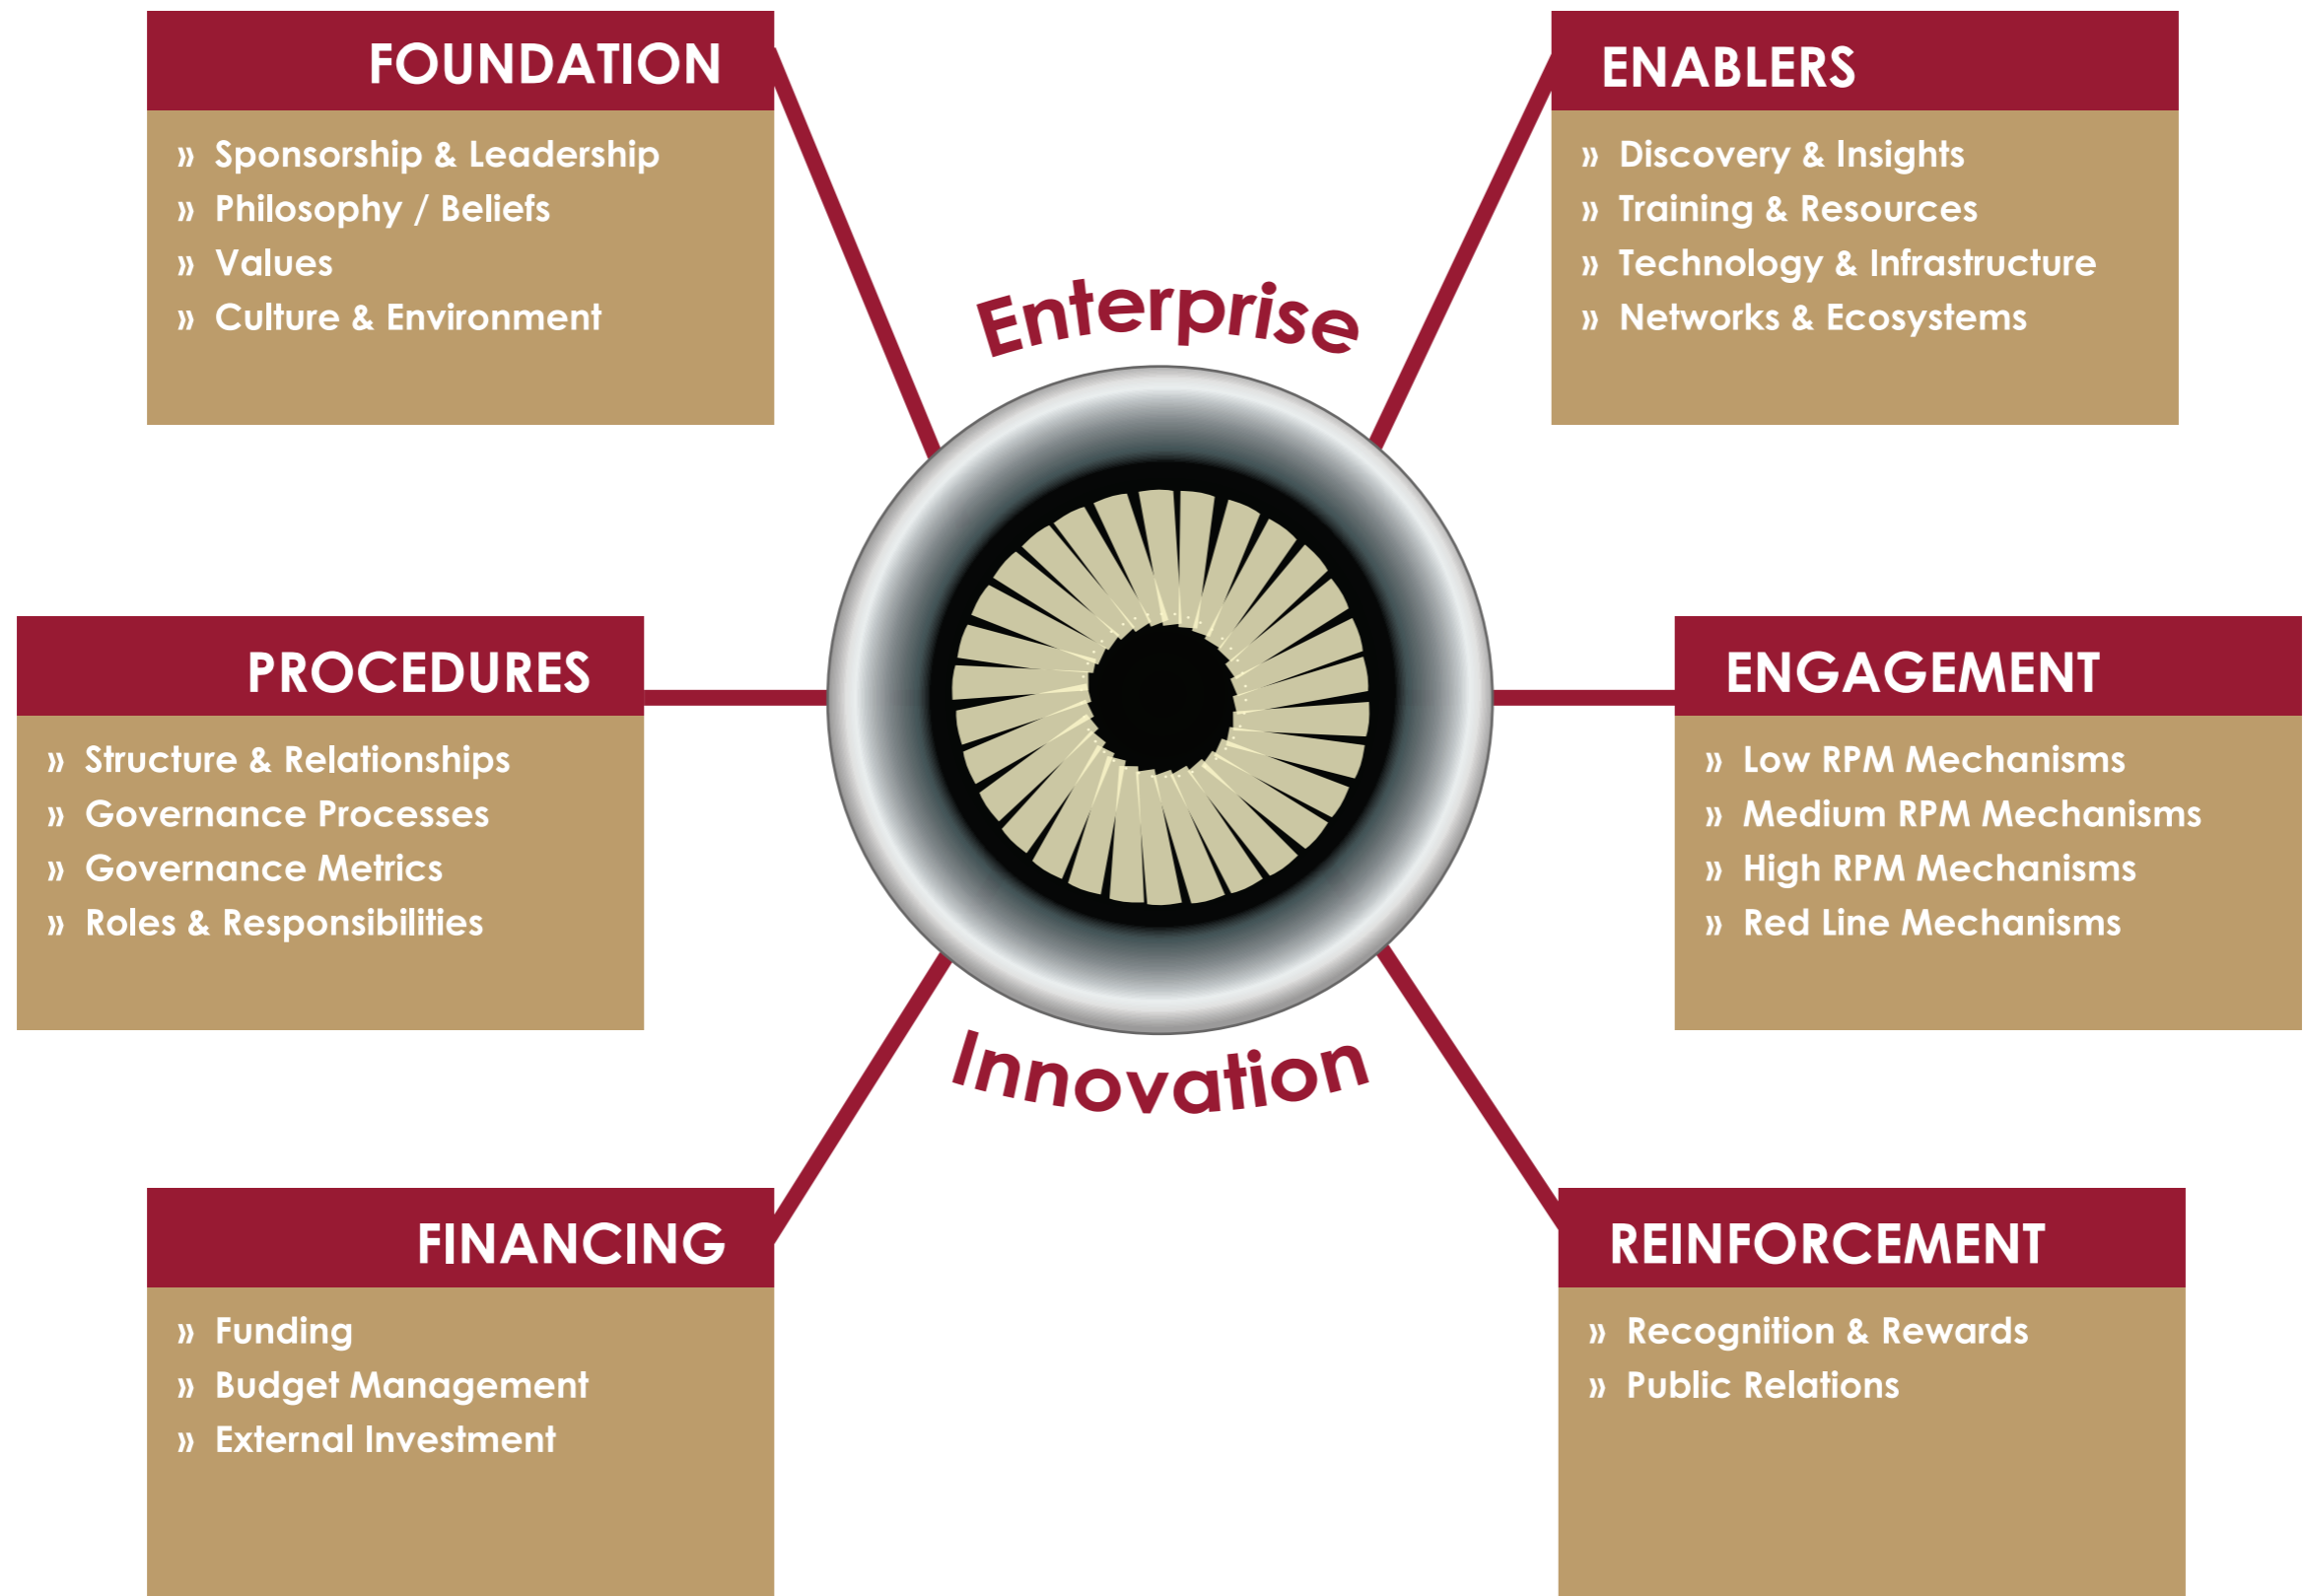 FOUNDATION
» Sponsorship & Leadership
» Philosophy / Beliefs
» Values
» Culture & Environment
ENABLERS
» Discovery & Insights
» Training & Resources
» Technology & Infrastructure
» Networks & Ecosystems
Enterprise
PROCEDURES
» Structure & Relationships
» Governance Processes
» Governance Metrics
» Roles & Responsibilities
ENGAGEMENT
» Low RPM Mechanisms
» Medium RPM Mechanisms
» High RPM Mechanisms
» Red Line Mechanisms
Innovation
FINANCING
» Funding
» Budget Management
» External Investment
REINFORCEMENT
» Recognition & Rewards
» Public Relations